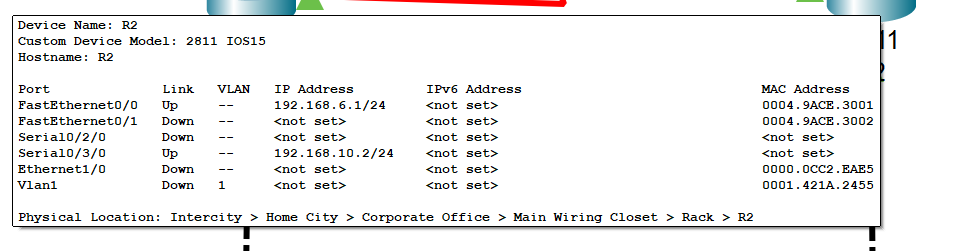 Device Name: R2
Custom Device Model: 2811 IOS15
Hostname: R2
Port Link VLAN IP Address IPv6 Address MAC Address
FastEthernet0/0 Up -- 192.168.6.1/24 <not set> 0004.9ACE.3001
FastEthernet0/1 Down -- <not set> <not set> 0004.9ACE.3002
Serial0/2/0 Down -- <not set> <not set> <not set>
Serial0/3/0 Up -- 192.168.10.2/24 <not set> <not set>
Ethernet1/0 Down -- <not set> <not set> 0000.0CC2.EAE5
Vlan1 Down 1 <not set> <not set> 0001.421A.2455
Physical Location: Intercity > Home City > Corporate Office > Main Wiring Closet > Rack > R2